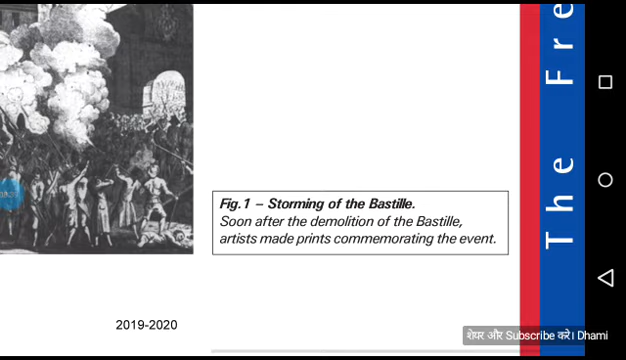 Fig.1 – Storming of the Bastille.
Soon after the demolition of the Bastille,
artists made prints commemorating the event.
2019-2020
The Fre
शेयर और Subscribe करे। Dhami